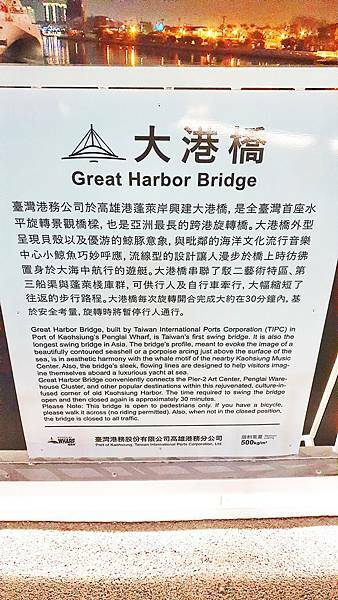 大港橋
Great Harbor Bridge
臺灣港務公司於高雄港蓬萊岸興建大港橋,是全臺灣首座水
平旋轉景觀橋樑,也是亞洲最長的跨港旋轉橋。大港橋外型
呈現貝殼以及優游的鯨豚意象,與毗鄰的海洋文化流行音樂
中心小鯨魚巧妙呼應,流線型的設計讓人漫步於橋上時彷彿
置身於大海中航行的遊艇。大港橋串聯了駁二藝術特區、第
三船渠與蓬萊棧庫群,可供行人及自行車牽行,大幅縮短了
往返的步行路程。大港橋每次旋轉開合完成大約在30分鐘內,基
於安全考量,旋轉時將暫停行人通行。
Great Harbor Bridge, built by Taiwan International Ports Corporation (TIPC) in
Port of Kaohsiung's Penglai Wharf, is Taiwan's first swing bridge. It is also the
longest swing bridge in Asia. The bridge's profile, meant to evoke the image of a
beautifully contoured seashell or a porpoise arcing just above the surface of the
sea, is in aesthetic harmony with the whale motif of the nearby Kaohsiung Music
Center. Also, the bridge's sleek, flowing lines are designed to help visitors imag-
ine themselves aboard a luxurious yacht at sea.
Great Harbor Bridge conveniently connects the Pier-2 Art Center, Penglai Ware-
house Cluster, and other popular destinations within this rejuvenated, culture-in-
fused corner of old Kaohsiung Harbor. The time required to swing the bridge
open and then closed again is approximately 30 minutes.
Please Note: This bridge is open to pedestrians only. If you have a bicycle,
please walk it across (no riding permitted). Also, when not in the closed position,
the bridge is closed to all traffic.
臺灣港務股份有限公司高雄港務分公司
Port of Kaohsiung, Taiwan International Ports Corporation, Ltd.
500kg/m²